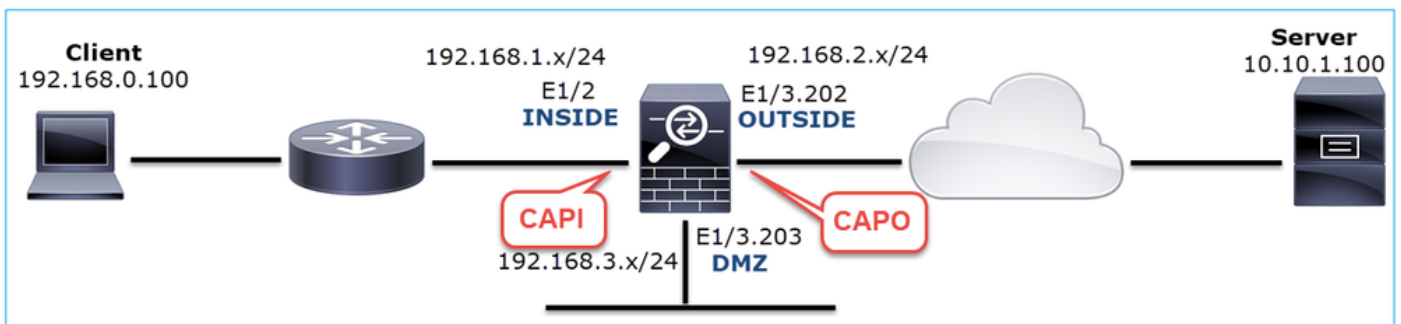 Client
192.168.0.100
192.168.1.x/24
E1/2
INSIDE
192.168.2.x/24
E1/3.202
OUTSIDE
Server
10.10.1.100
CAPI
CAPO
E1/3.203
192.168.3.x/24
DMZ